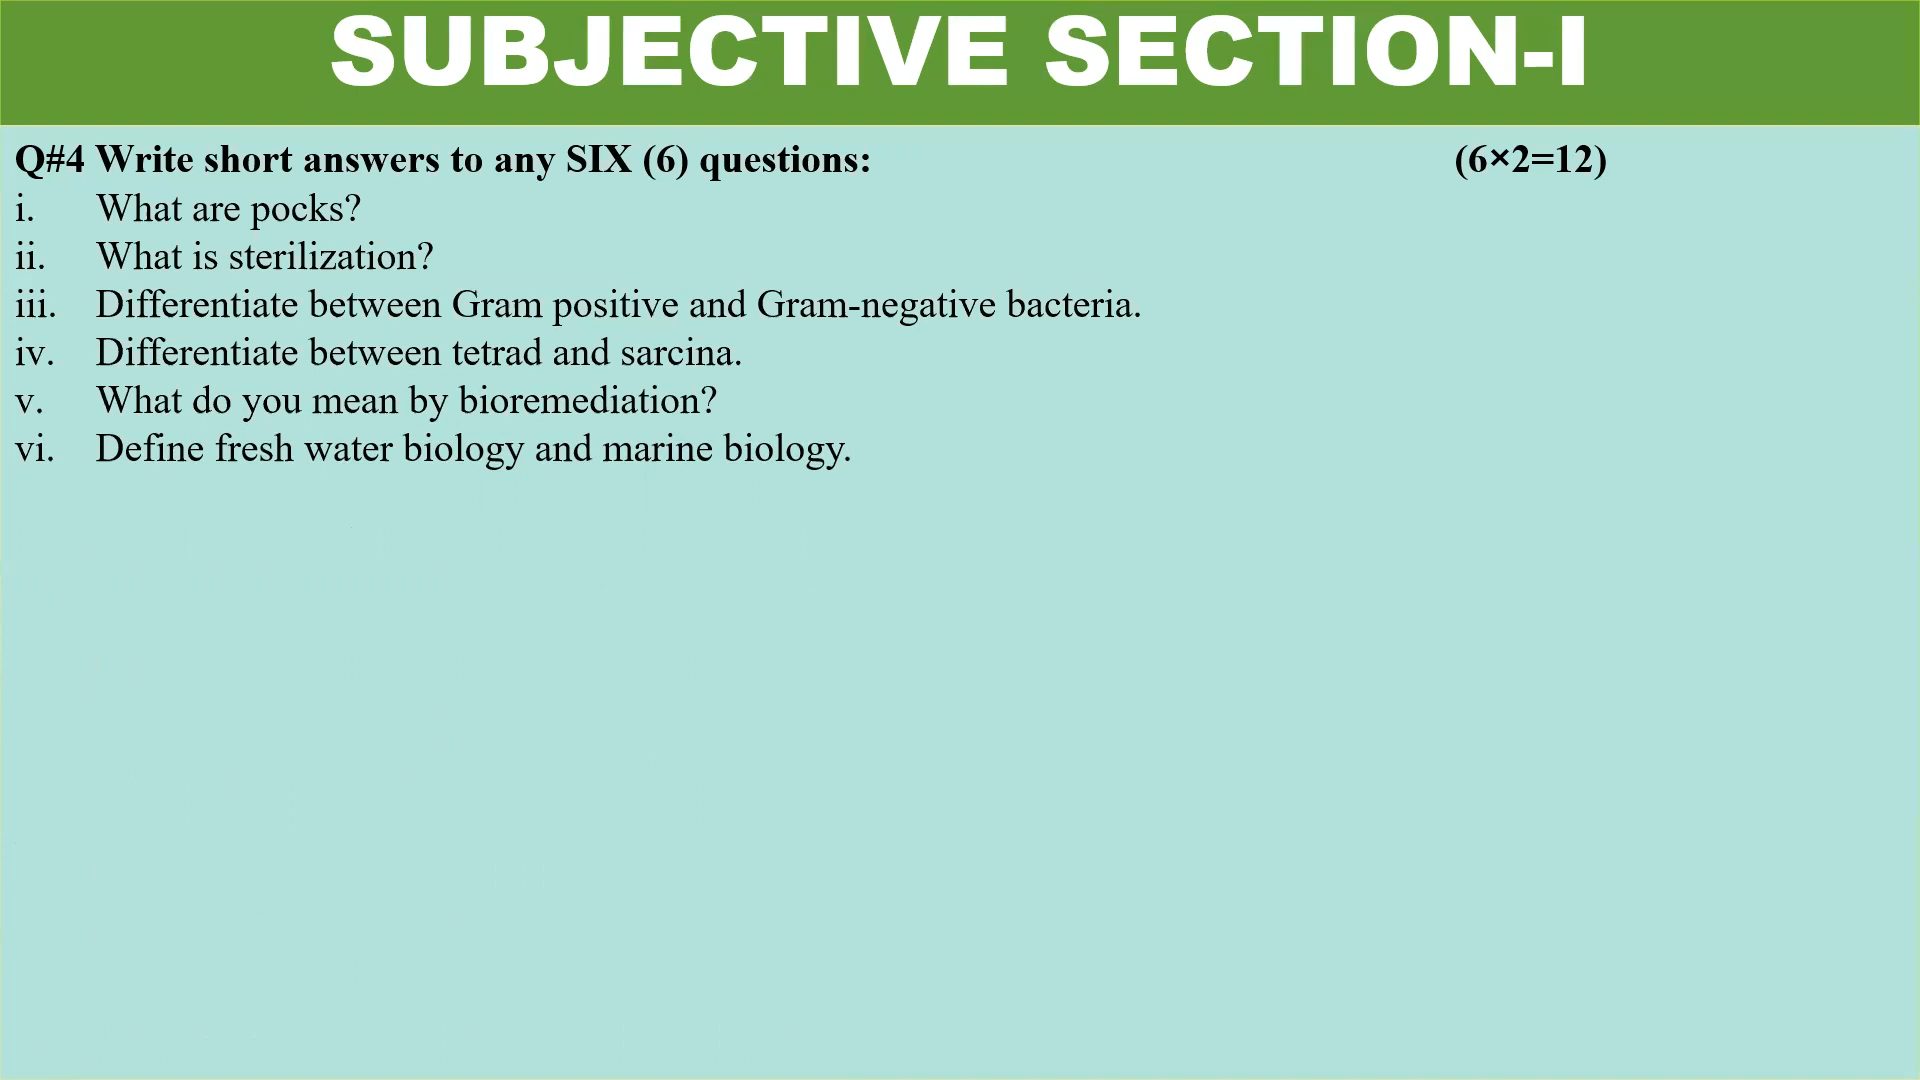 SUBJECTIVE SECTION-I
Q#4 Write short answers to any SIX (6) questions: (6×2=12)
i. What are pocks?
ii. What is sterilization?
iii. Differentiate between Gram positive and Gram-negative bacteria.
iv. Differentiate between tetrad and sarcina.
v. What do you mean by bioremediation?
vi. Define fresh water biology and marine biology.